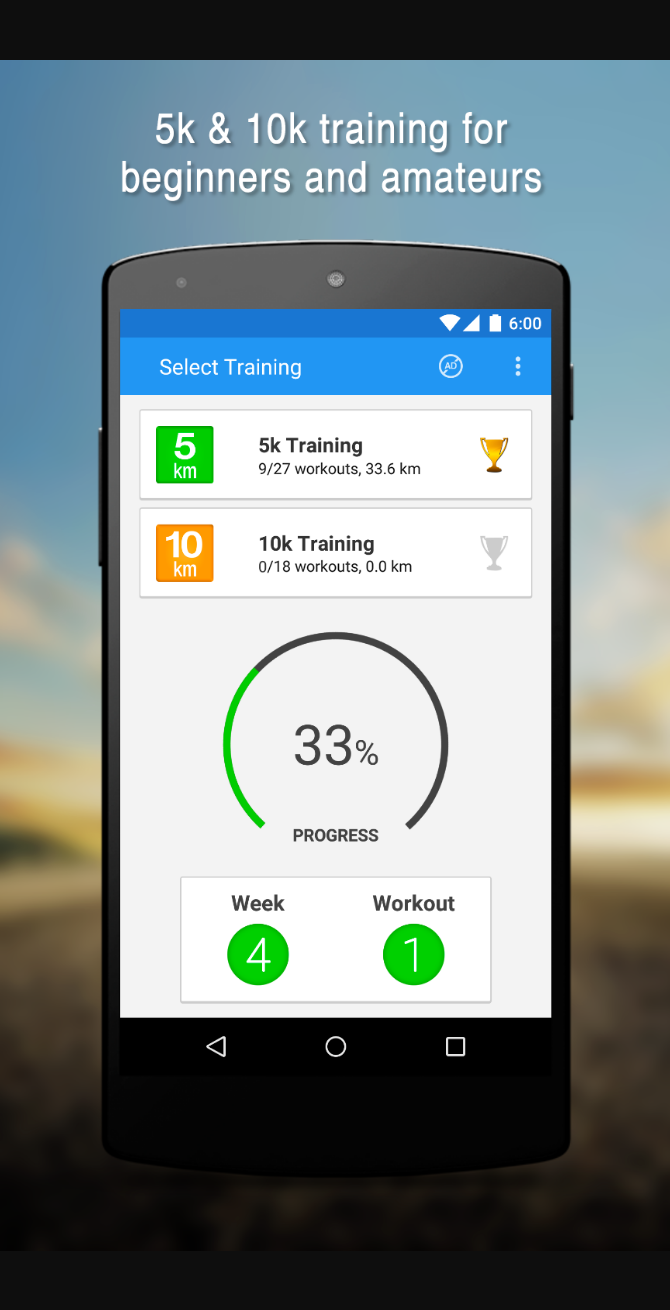 5k & 10k training for
beginners and amateurs
6:00
Select Training
AD
5
km
5k Training
9/27 workouts, 33.6 km
10
km
10k Training
0/18 workouts, 0.0 km
33%
PROGRESS
Week
Workout
4
1